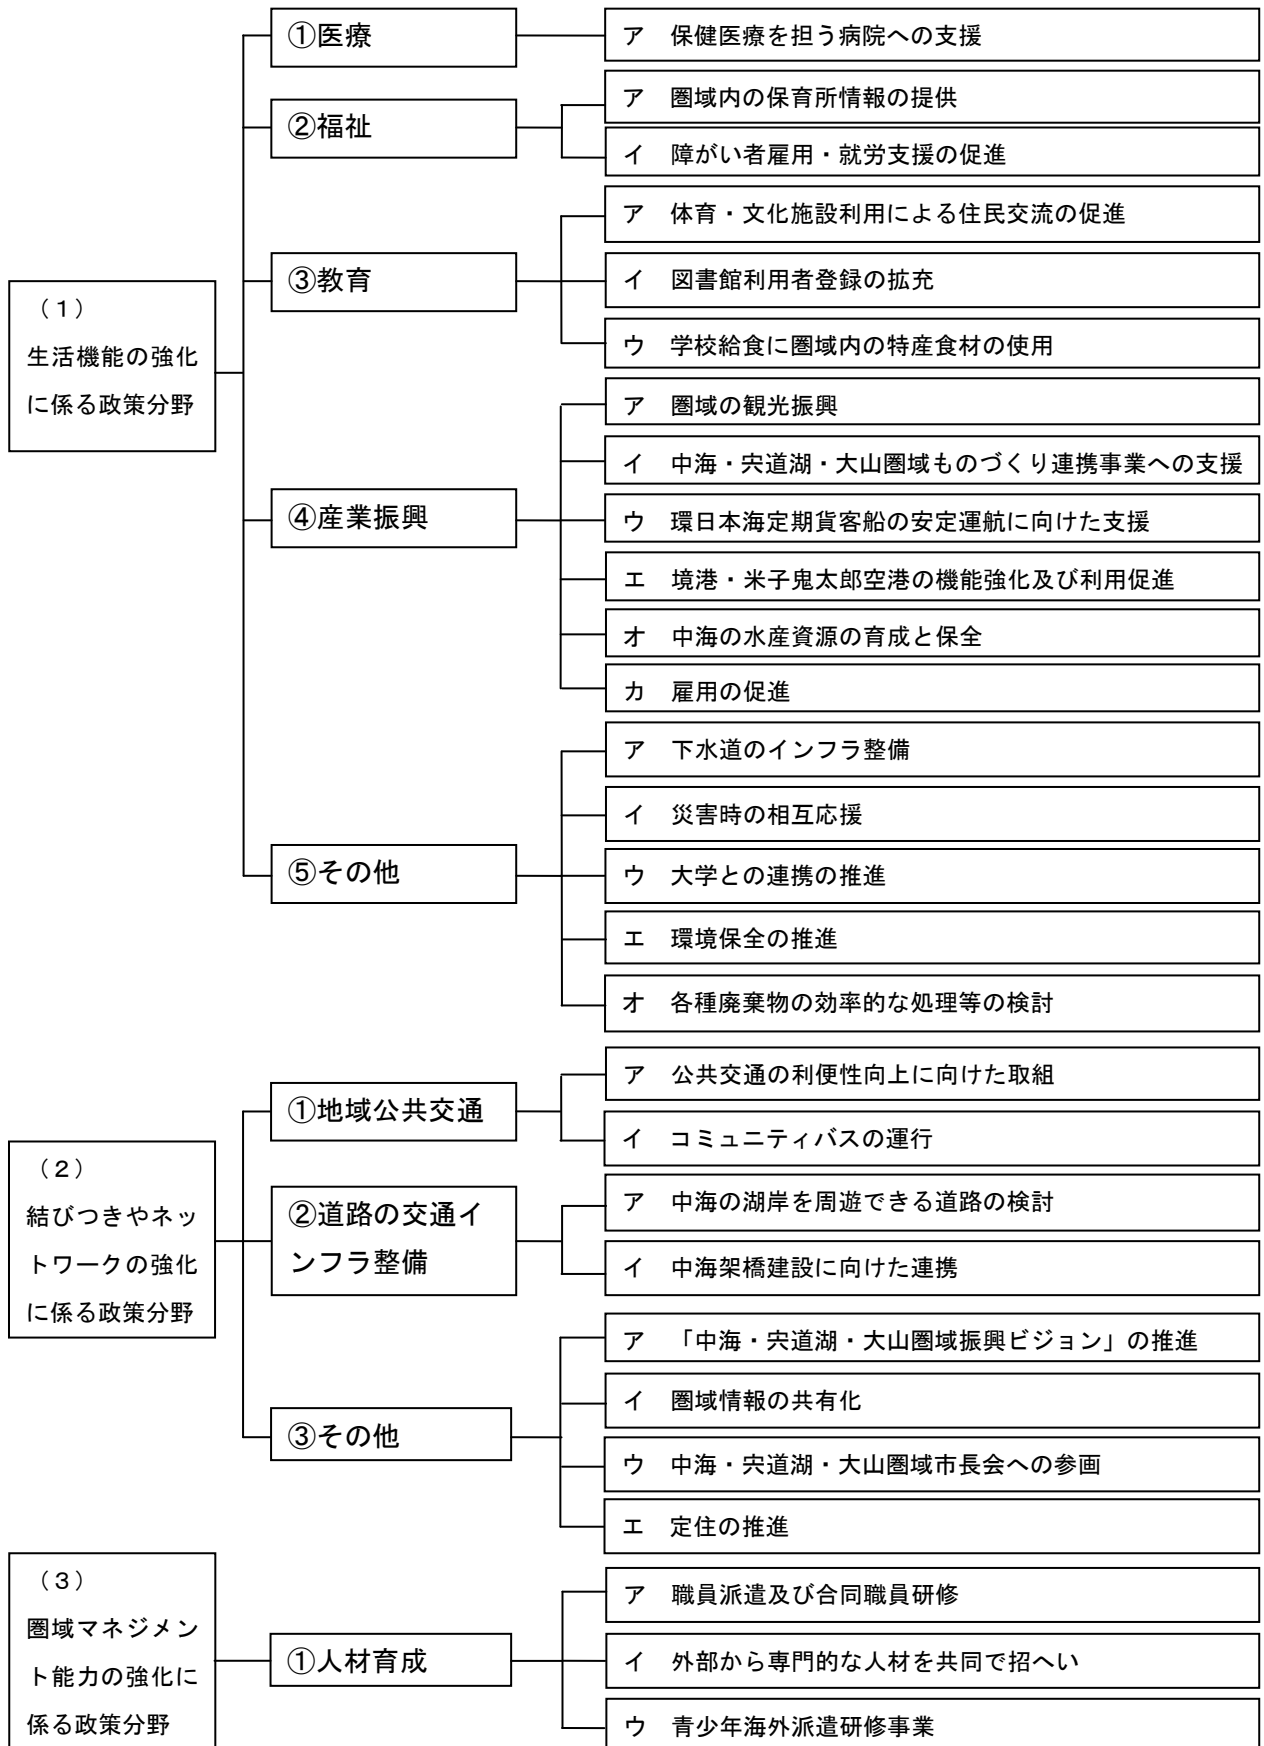 （１）
生活機能の強化
に係る政策分野
①医療
ア　保健医療を担う病院への支援
②福祉
ア　圏域内の保育所情報の提供
イ　障がい者雇用・就労支援の促進
③教育
ア　体育・文化施設利用による住民交流の促進
イ　図書館利用者登録の拡充
ウ　学校給食に圏域内の特産食材の使用
④産業振興
ア　圏域の観光振興
イ　中海・宍道湖・大山圏域ものづくり連携事業への支援
ウ　環日本海定期貨客船の安定運航に向けた支援
エ　境港・米子鬼太郎空港の機能強化及び利用促進
オ　中海の水産資源の育成と保全
カ　雇用の促進
⑤その他
ア　下水道のインフラ整備
イ　災害時の相互応援
ウ　大学との連携の推進
エ　環境保全の推進
オ　各種廃棄物の効率的な処理等の検討
（２）
結びつきやネッ
トワークの強化
に係る政策分野
①地域公共交通
ア　公共交通の利便性向上に向けた取組
イ　コミュニティバスの運行
②道路の交通イ
ンフラ整備
ア　中海の湖岸を周遊できる道路の検討
イ　中海架橋建設に向けた連携
③その他
ア　「中海・宍道湖・大山圏域振興ビジョン」の推進
イ　圏域情報の共有化
ウ　中海・宍道湖・大山圏域市長会への参画
エ　定住の推進
（３）
圏域マネジメン
ト能力の強化に
係る政策分野
①人材育成
ア　職員派遣及び合同職員研修
イ　外部から専門的な人材を共同で招へい
ウ　青少年海外派遣研修事業